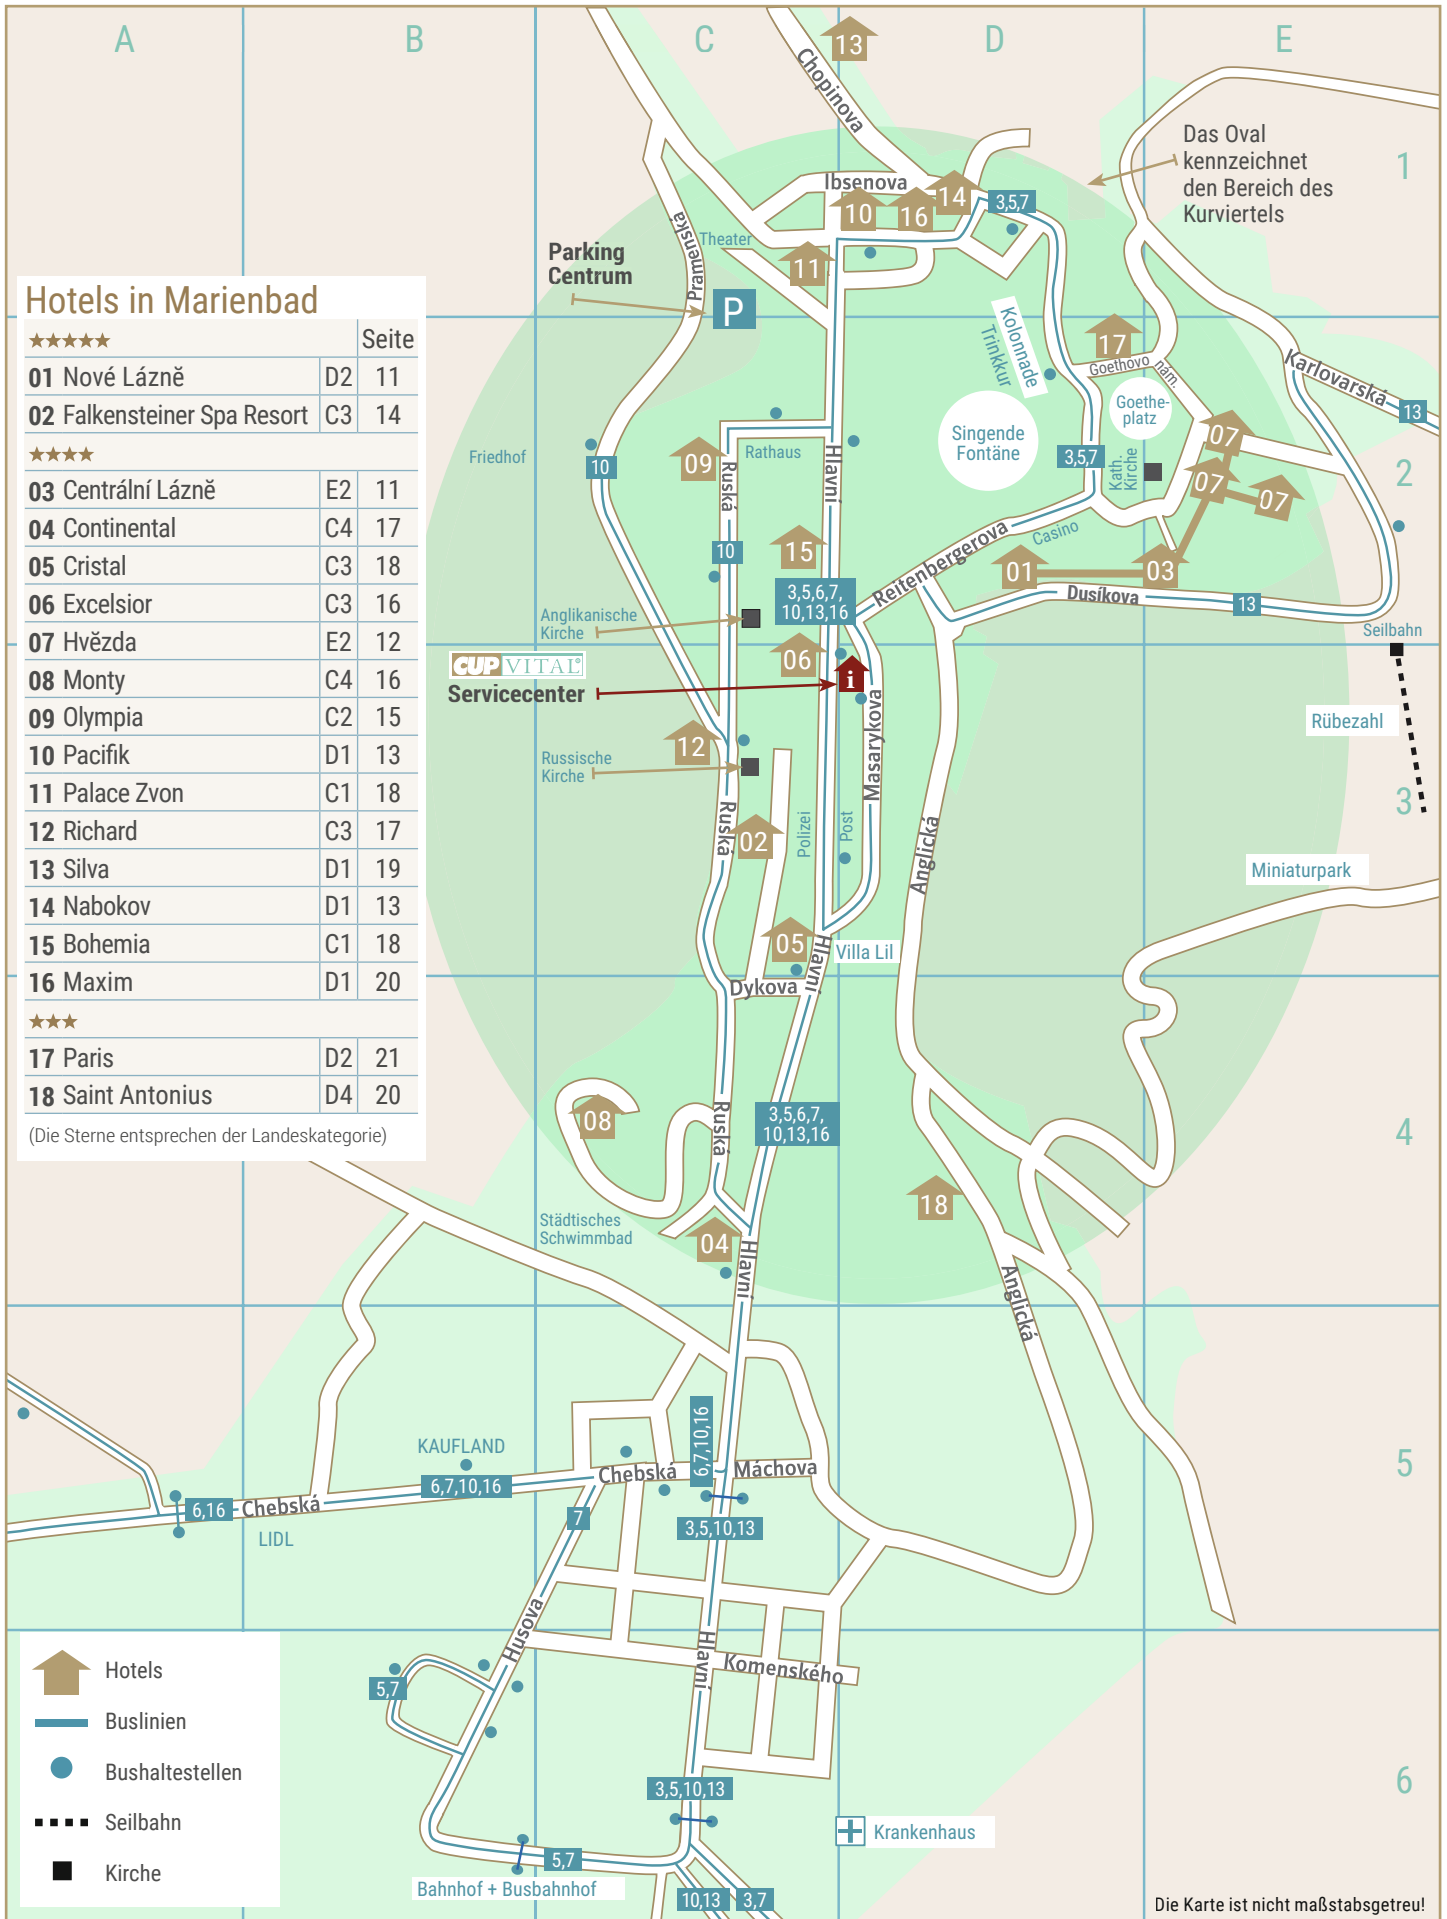 A
B
C
D
E
1
2
3
4
5
6
13
Chopinova
Das Oval
kennzeichnet
den Bereich des
Kurviertels
Ibsenova
10
16
14
3,5,7
Pramenská
Theater
11
Parking
Centrum
P
Hotels in Marienbad
★★★★★ Seite
01 Nové Lázně D2 11
02 Falkensteiner Spa Resort C3 14
★★★★
03 Centrální Lázně E2 11
04 Continental C4 17
05 Cristal C3 18
06 Excelsior C3 16
07 Hvězda E2 12
08 Monty C4 16
09 Olympia C2 15
10 Pacifik D1 13
11 Palace Zvon C1 18
12 Richard C3 17
13 Silva D1 19
14 Nabokov D1 13
15 Bohemia C1 18
16 Maxim D1 20
★★★
17 Paris D2 21
18 Saint Antonius D4 20
(Die Sterne entsprechen der Landeskategorie)
Kolonnade
Trinkkur
17
Goethovo
nám.
Karlovarská
13
Goethe-
platz
Singende
Fontäne
3,5,7
Kath.
Kirche
07
07
07
Friedhof
10
09
Ruská
Rathaus
Hlavní
10
15
3,5,6,7,
10,13,16
Reitenbergerova
Casino
01
03
Dusíkova
13
Seilbahn
Anglikanische
Kirche
CUP VITAL®
Servicecenter
06
i
Rübezahl
12
Russische
Kirche
Masarykova
Ruská
02
Polizei
Post
Anglická
Miniaturpark
05
Hlavní
Villa Lil
Dykova
08
Ruská
3,5,6,7,
10,13,16
18
Städtisches
Schwimmbad
04
Hlavní
Anglická
KAUFLAND
6,7,10,16
6,7,10,16
Chebská
Máchova
6,16
Chebská
LIDL
7
3,5,10,13
Husova
Hlavní
Komenského
5,7
Hotels
Buslinien
Bushaltestellen
Seilbahn
Kirche
3,5,10,13
Krankenhaus
5,7
Bahnhof + Busbahnhof
10,13
3,7
Die Karte ist nicht maßstabsgetreu!